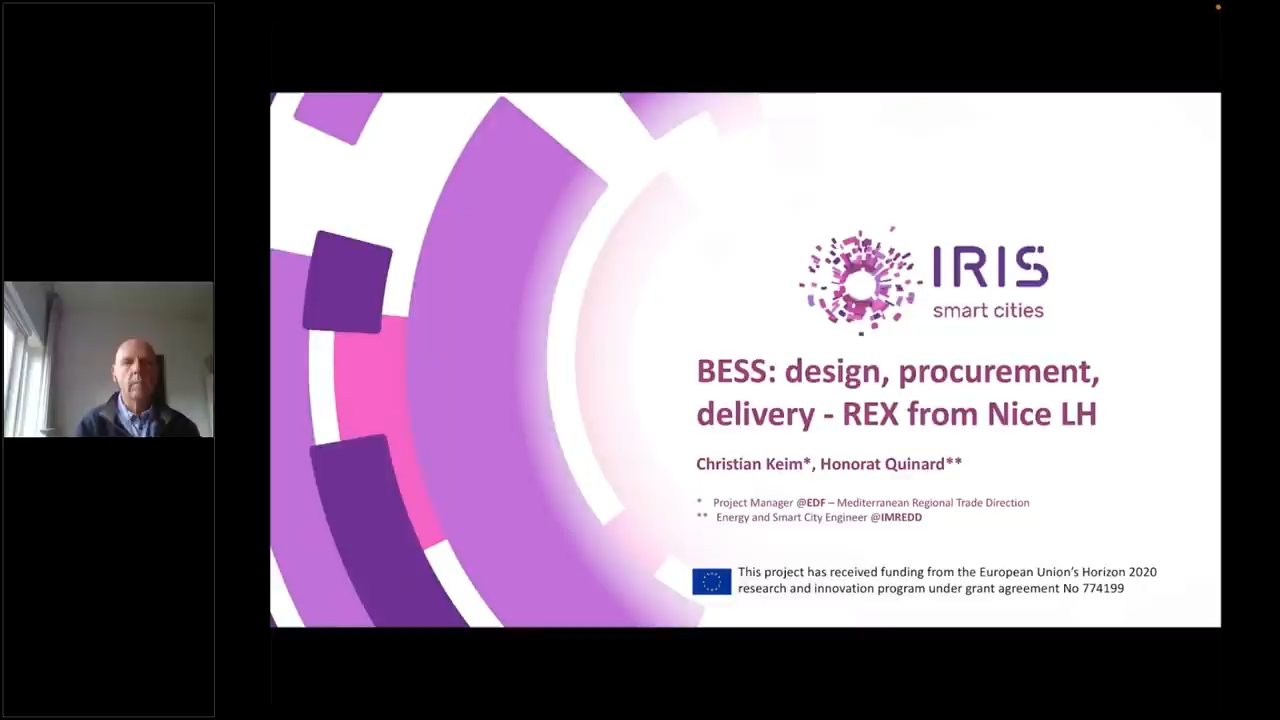 IRIS
smart cities
BESS: design, procurement,
delivery - REX from Nice LH
Christian Keim*, Honorat Quinard**
* Project Manager @EDF – Mediterranean Regional Trade Direction
** Energy and Smart City Engineer @IMREDD
This project has received funding from the European Union’s Horizon 2020
research and innovation program under grant agreement No 774199